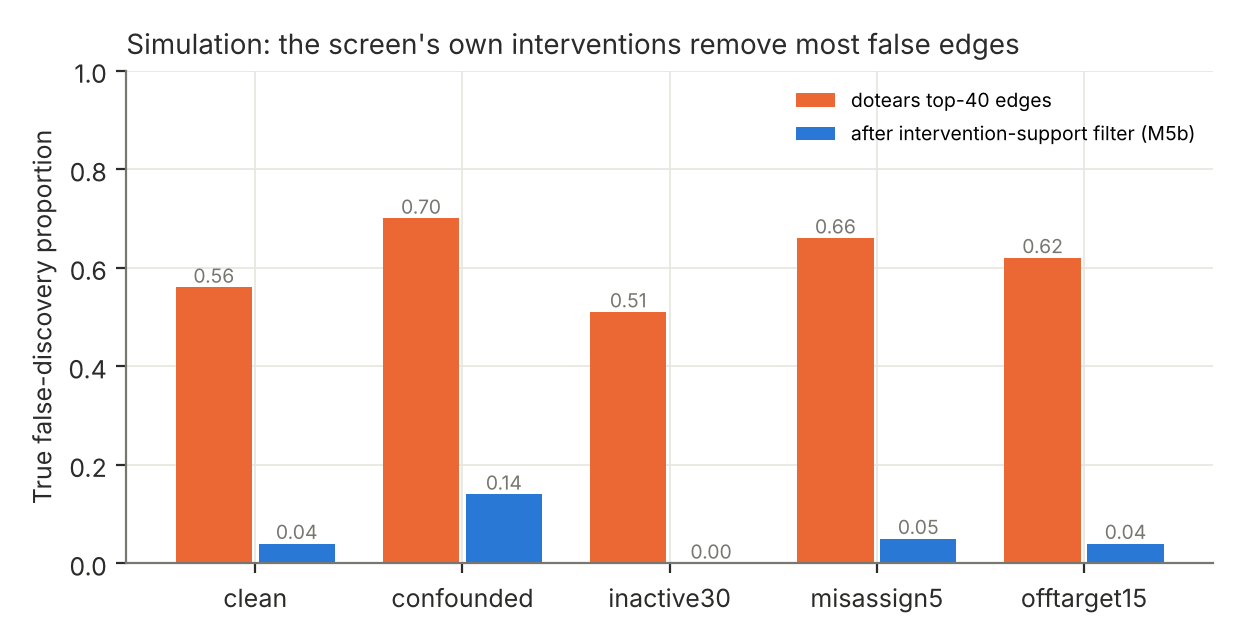 Simulation: the screen's own interventions remove most false edges
True false-discovery proportion
1.0
0.8
0.6
0.4
0.2
0.0
dotears top-40 edges
after intervention-support filter (M5b)
0.56
0.04
0.70
0.14
0.51
0.00
0.66
0.05
0.62
0.04
clean
confounded
inactive30
misassign5
offtarget15